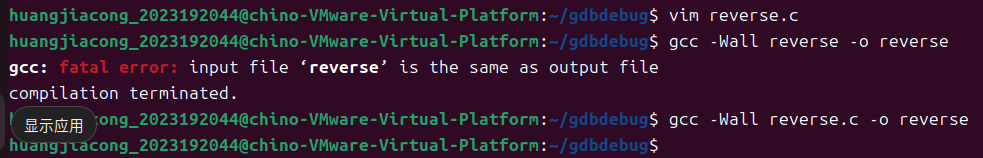 huangjiacong_2023192044@chino-VMware-Virtual-Platform:~/gdbdebug$ vim reverse.c
huangjiacong_2023192044@chino-VMware-Virtual-Platform:~/gdbdebug$ gcc -Wall reverse -o reverse
gcc: fatal error: input file ‘reverse’ is the same as output file
compilation terminated.
h cong_2023192044@chino-VMware-Virtual-Platform:~/gdbdebug$ gcc -Wall reverse.c -o reverse
显示应用
huangjiacong_2023192044@chino-VMware-Virtual-Platform:~/gdbdebug$